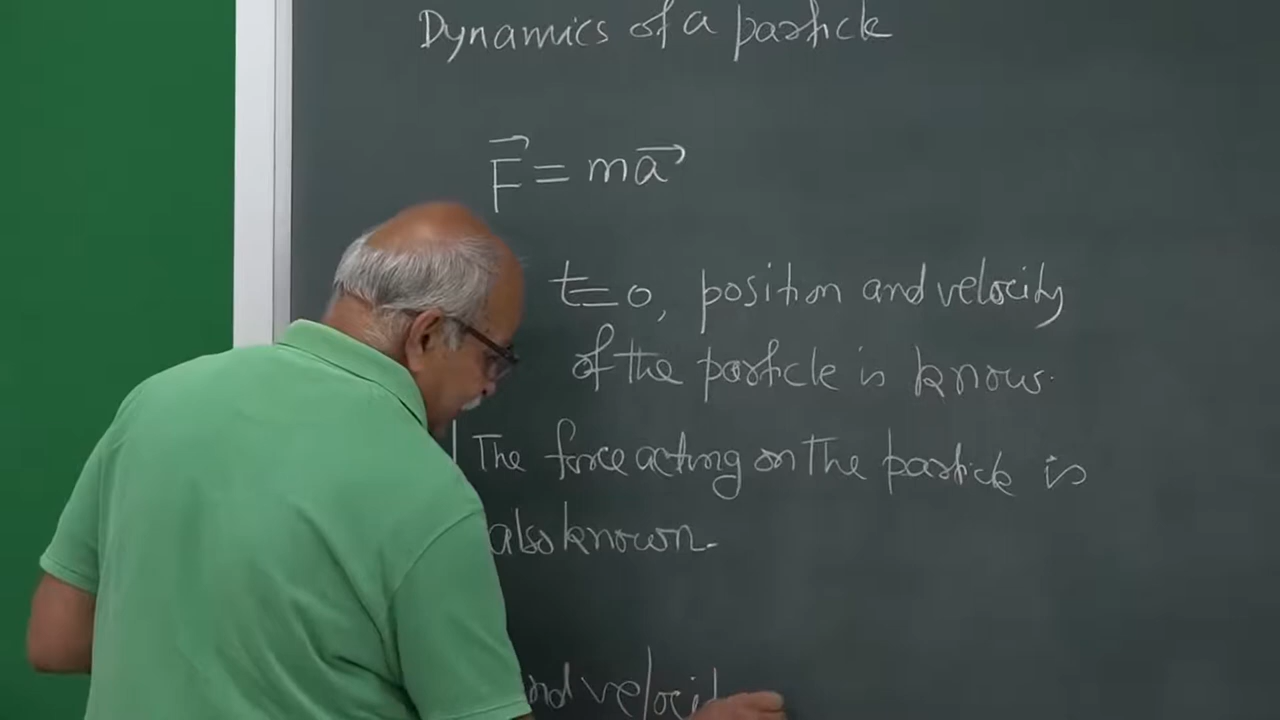 Dynamics of a particle
F⃗ = ma⃗
t=0, position and velocity
of the particle is known.
The force acting on the particle is
also known.
and velocity